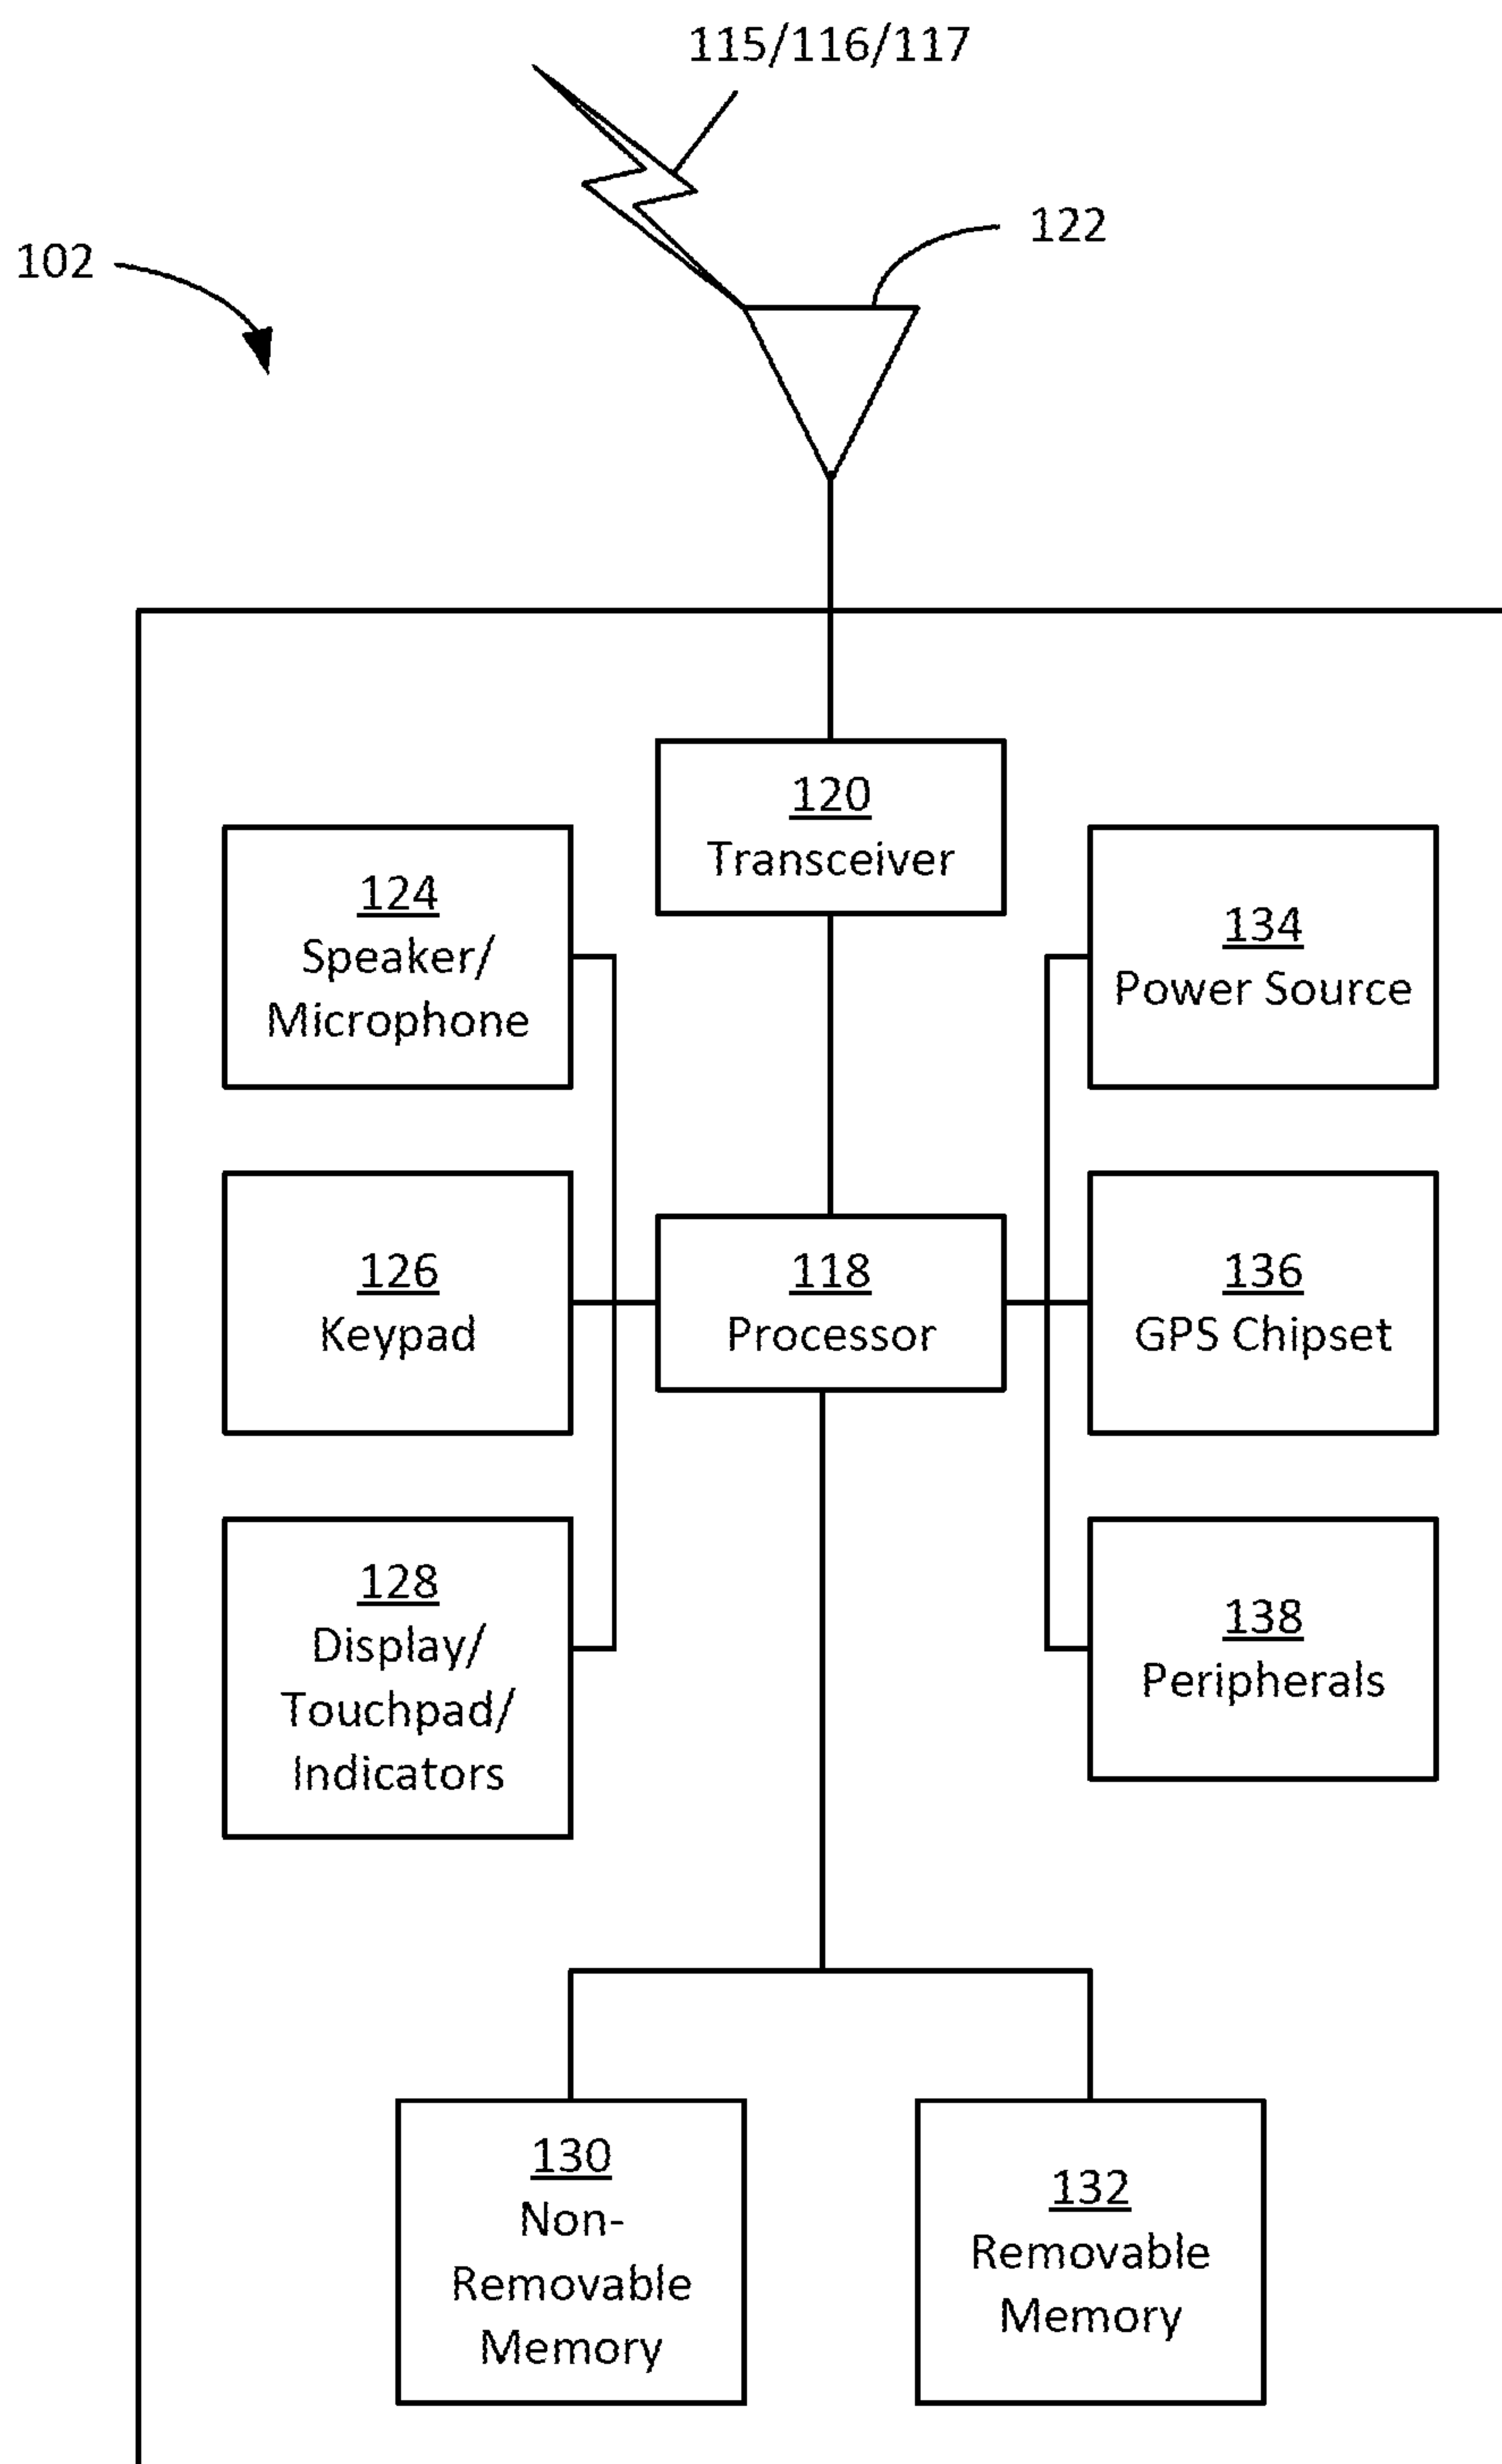 115/116/117
122
102
120
Transceiver
124
Speaker/
Microphone
134
Power Source
126
Keypad
118
Processor
136
GPS Chipset
128
Display/
Touchpad/
Indicators
138
Peripherals
130
Non-
Removable
Memory
132
Removable
Memory